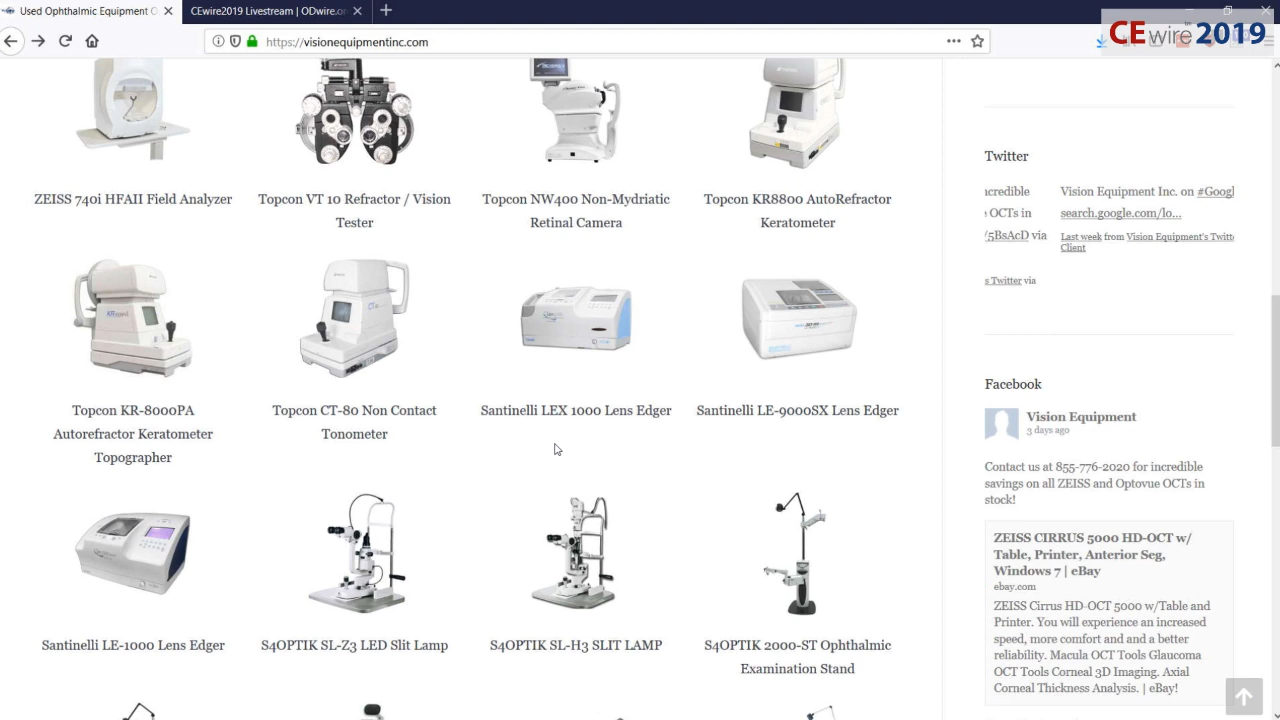 Used Ophthalmic Equipment O
CEwire2019 Livestream | ODwire.or
CEwire 2019
https://visionequipmentinc.com
ZEISS 740i HFAII Field Analyzer
Topcon VT 10 Refractor / Vision
Tester
Topcon NW400 Non-Mydriatic
Retinal Camera
Topcon KR8800 AutoRefractor
Keratometer
Topcon KR-8000PA
Autorefractor Keratometer
Topographer
Topcon CT-80 Non Contact
Tonometer
Santinelli LEX 1000 Lens Edger
Santinelli LE-9000SX Lens Edger
Santinelli LE-1000 Lens Edger
S4OPTIK SL-Z3 LED Slit Lamp
S4OPTIK SL-H3 SLIT LAMP
S4OPTIK 2000-ST Ophthalmic
Examination Stand
Twitter
ncredible
OCTs in
/5BsAcD via
s Twitter via
Vision Equipment Inc. on #Googl
search.google.com/lo...
Last week from Vision Equipment's Twitte
Client
Facebook
Vision Equipment
3 days ago
Contact us at 855-776-2020 for incredible
savings on all ZEISS and Optovue OCTs in
stock!
ZEISS CIRRUS 5000 HD-OCT w/
Table, Printer, Anterior Seg,
Windows 7 | eBay
ebay.com
ZEISS Cirrus HD-OCT 5000 w/Table and
Printer. You will experience an increased
speed, more comfort and and a better
reliability. Macula OCT Tools Glaucoma
OCT Tools Corneal 3D Imaging. Axial
Corneal Thickness Analysis. | eBay!